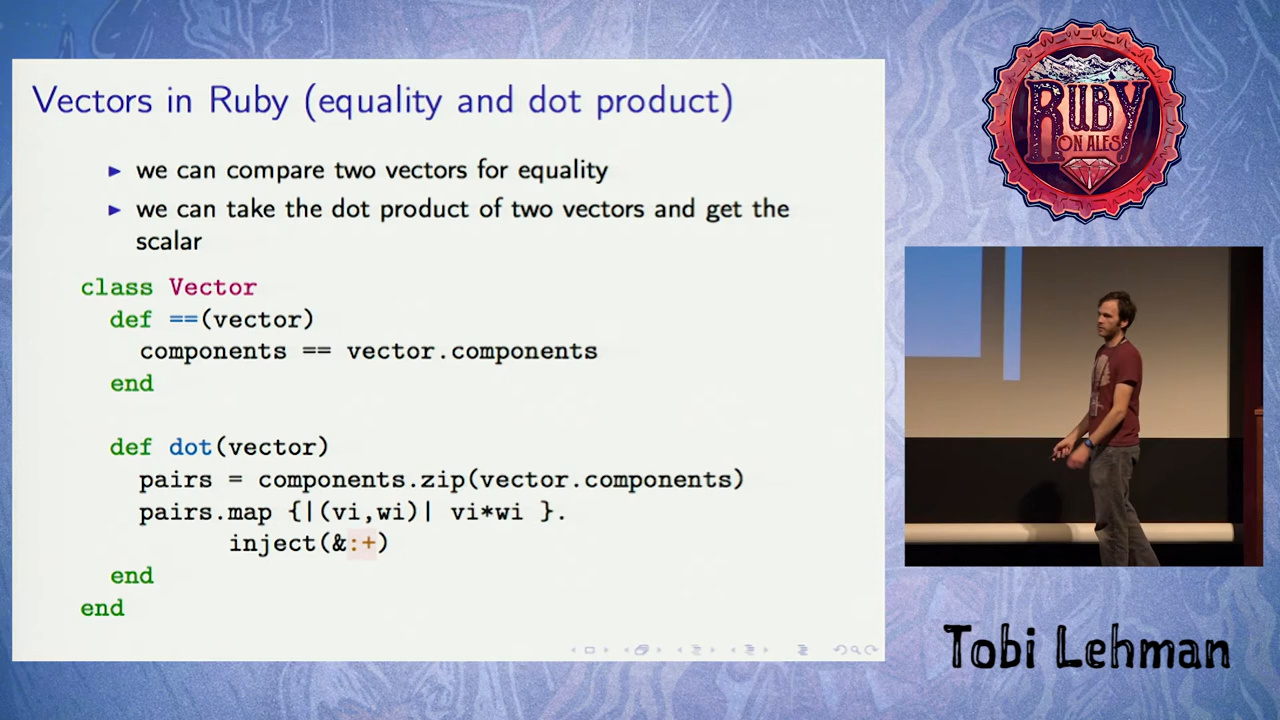 Vectors in Ruby (equality and dot product)
► we can compare two vectors for equality
► we can take the dot product of two vectors and get the
scalar
class Vector
def ==(vector)
components == vector.components
end
def dot(vector)
pairs = components.zip(vector.components)
pairs.map {|(vi,wi)| vi*wi }.
inject(&:+)
end
end
RUBY
ON ALES
Tobi Lehman